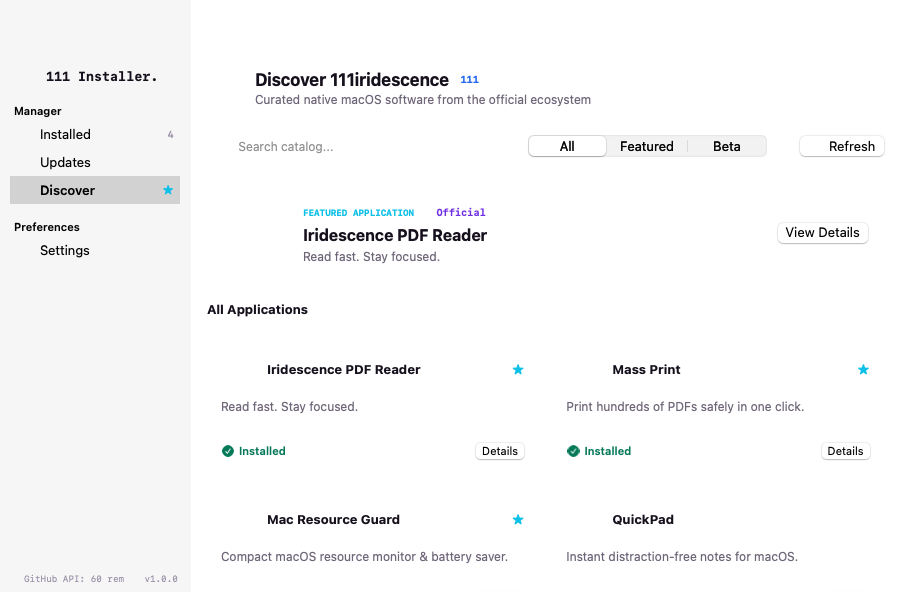 111 Installer.
Manager
Installed 4
Updates
Discover
Preferences
Settings
GitHub API: 60 rem v1.0.0
Discover 111iridescence 111
Curated native macOS software from the official ecosystem
Search catalog... All Featured Beta Refresh
FEATURED APPLICATION Official
Iridescence PDF Reader
Read fast. Stay focused.
View Details
All Applications
Iridescence PDF Reader
Read fast. Stay focused.
Installed Details
Mass Print
Print hundreds of PDFs safely in one click.
Installed Details
Mac Resource Guard
Compact macOS resource monitor & battery saver.
QuickPad
Instant distraction-free notes for macOS.